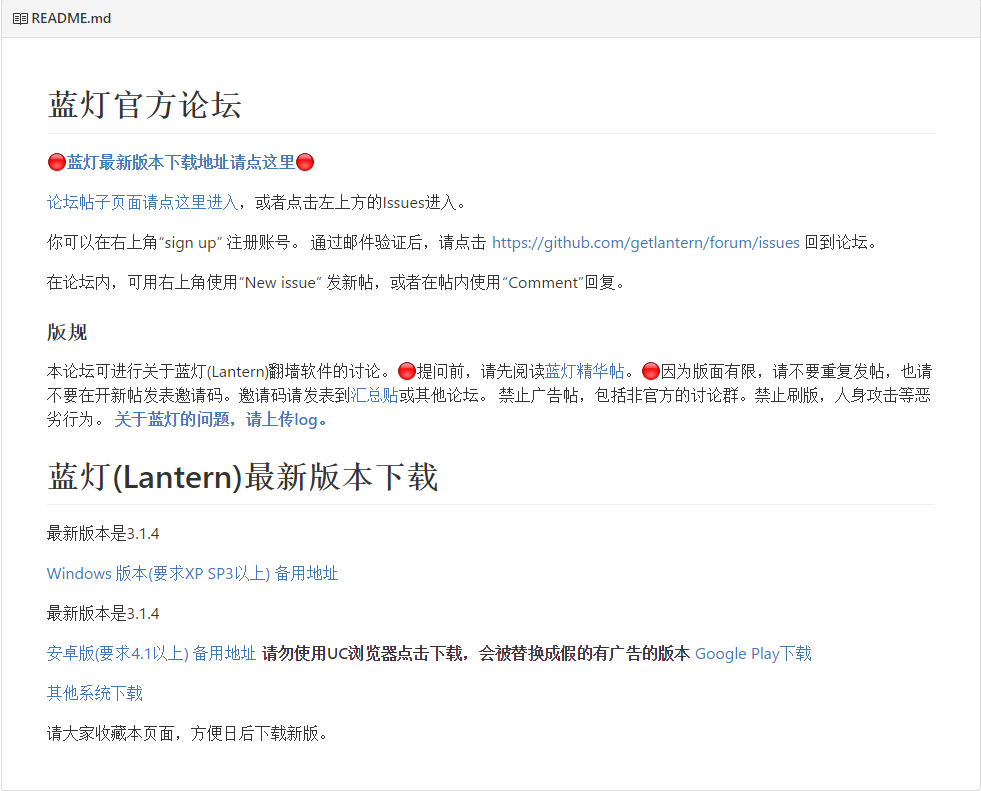 README.md
蓝灯官方论坛
🔴蓝灯最新版本下载地址请点这里🔴
论坛帖子页面请点这里进入，或者点击左上方的Issues进入。
你可以在右上角“sign up” 注册账号。 通过邮件验证后，请点击 https://github.com/getlantern/forum/issues 回到论坛。
在论坛内，可用右上角使用“New issue” 发新帖，或者在帖内使用“Comment”回复。
版规
本论坛可进行关于蓝灯(Lantern)翻墙软件的讨论。🔴提问前，请先阅读蓝灯精华帖。🔴因为版面有限，请不要重复发帖，也请
不要在开新帖发表邀请码。邀请码请发表到汇总贴或其他论坛。 禁止广告帖，包括非官方的讨论群。禁止刷版，人身攻击等恶
劣行为。 关于蓝灯的问题，请上传log。
蓝灯(Lantern)最新版本下载
最新版本是3.1.4
Windows 版本(要求XP SP3以上) 备用地址
最新版本是3.1.4
安卓版(要求4.1以上) 备用地址 请勿使用UC浏览器点击下载，会被替换成假的有广告的版本 Google Play下载
其他系统下载
请大家收藏本页面，方便日后下载新版。